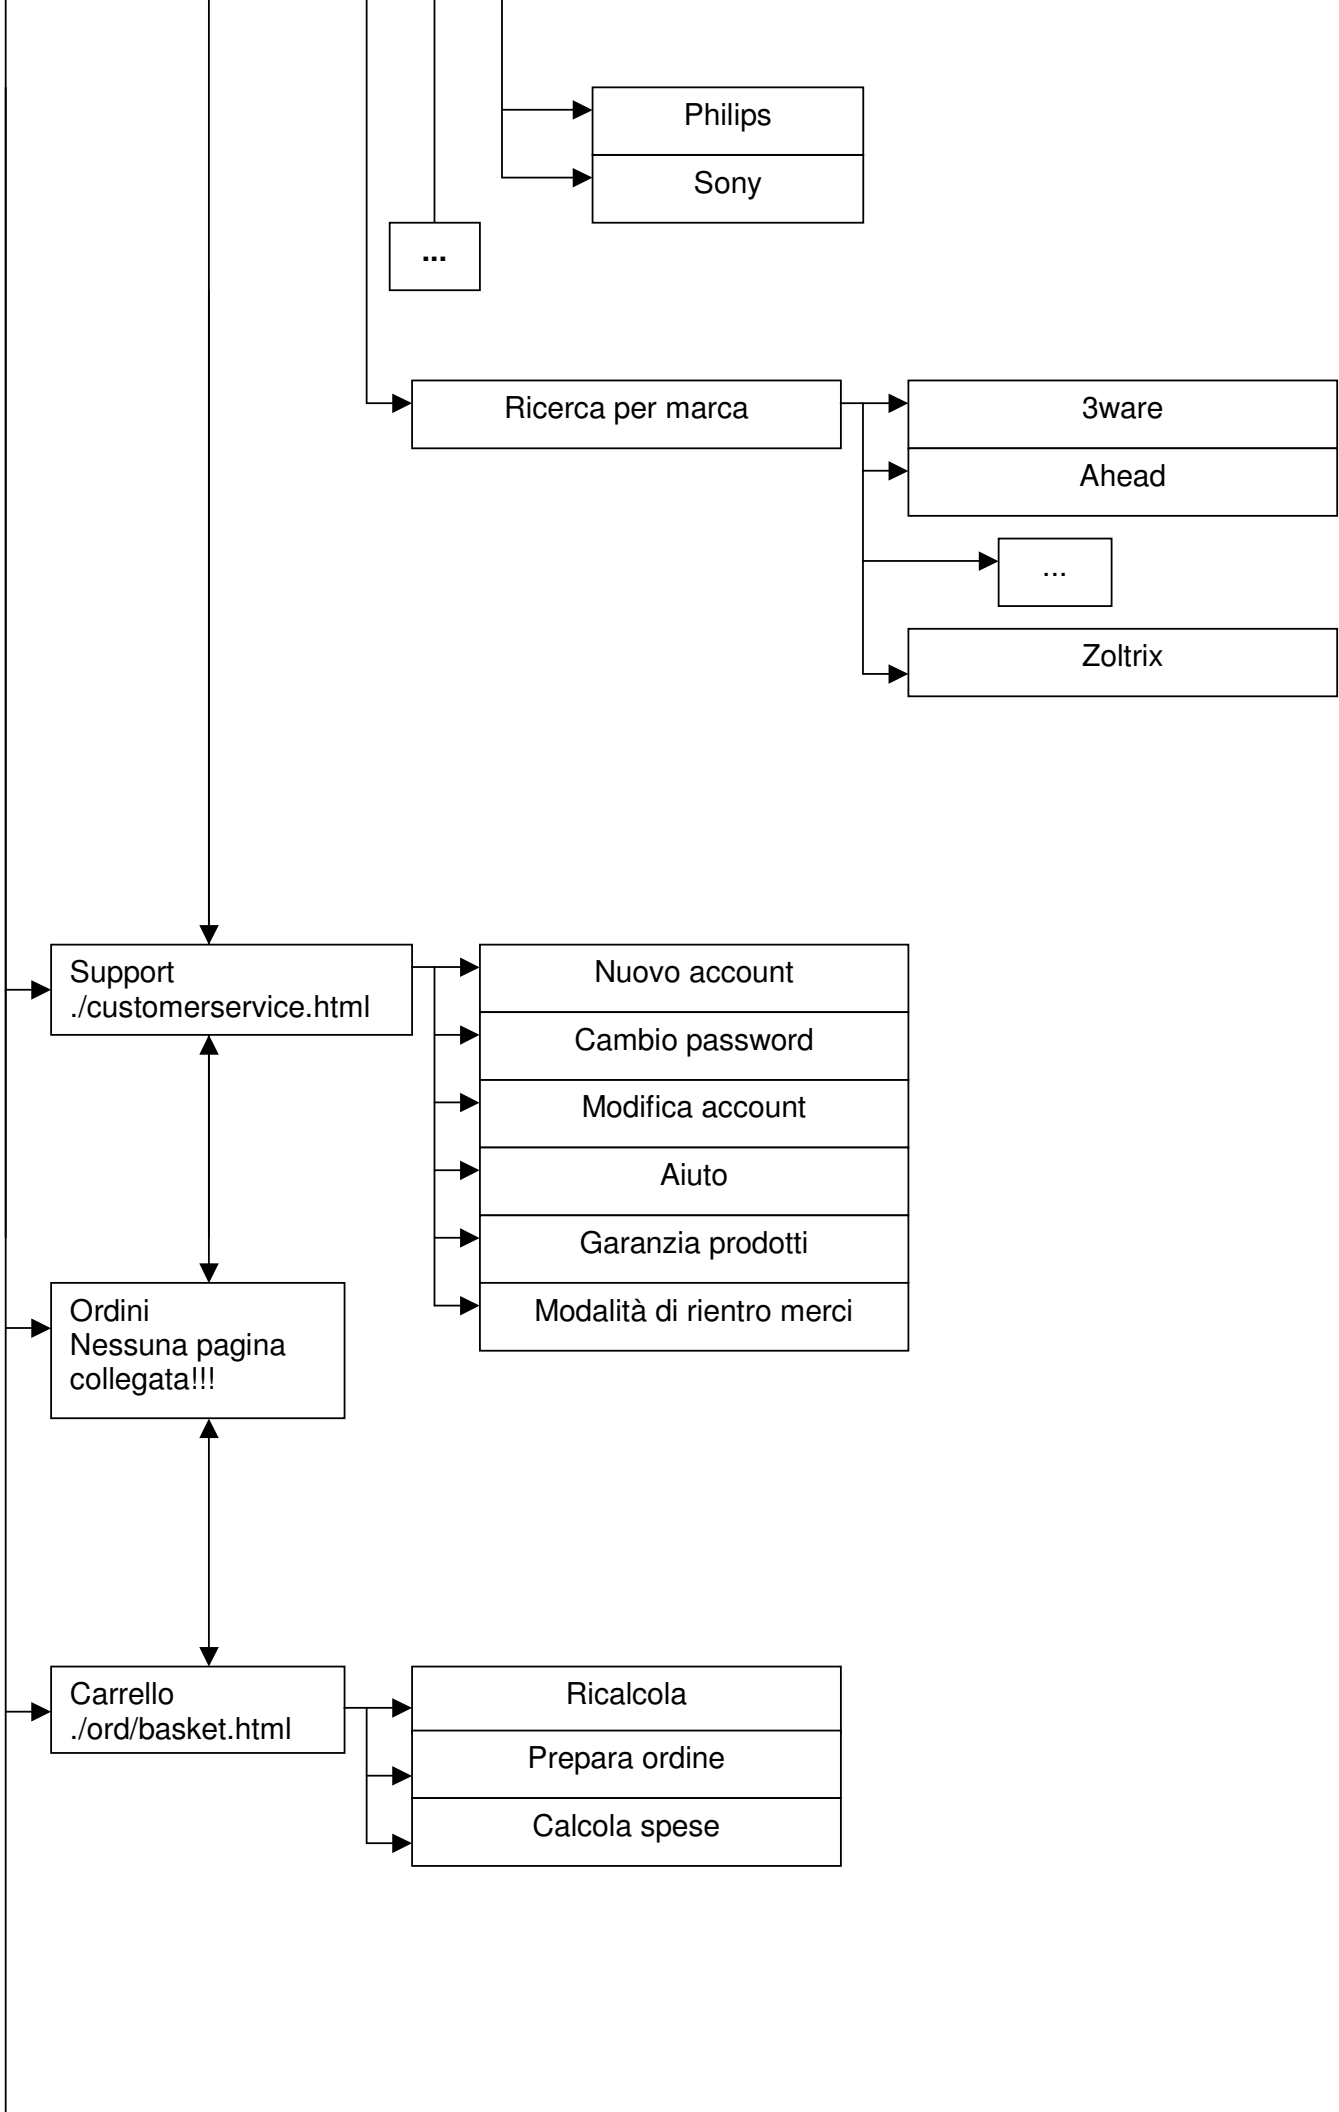 Philips
Sony
...
Ricerca per marca
3ware
Ahead
...
Zoltrix
Support
./customerservice.html
Nuovo account
Cambio password
Modifica account
Aiuto
Garanzia prodotti
Modalità di rientro merci
Ordini
Nessuna pagina
collegata!!!
Carrello
./ord/basket.html
Ricalcola
Prepara ordine
Calcola spese